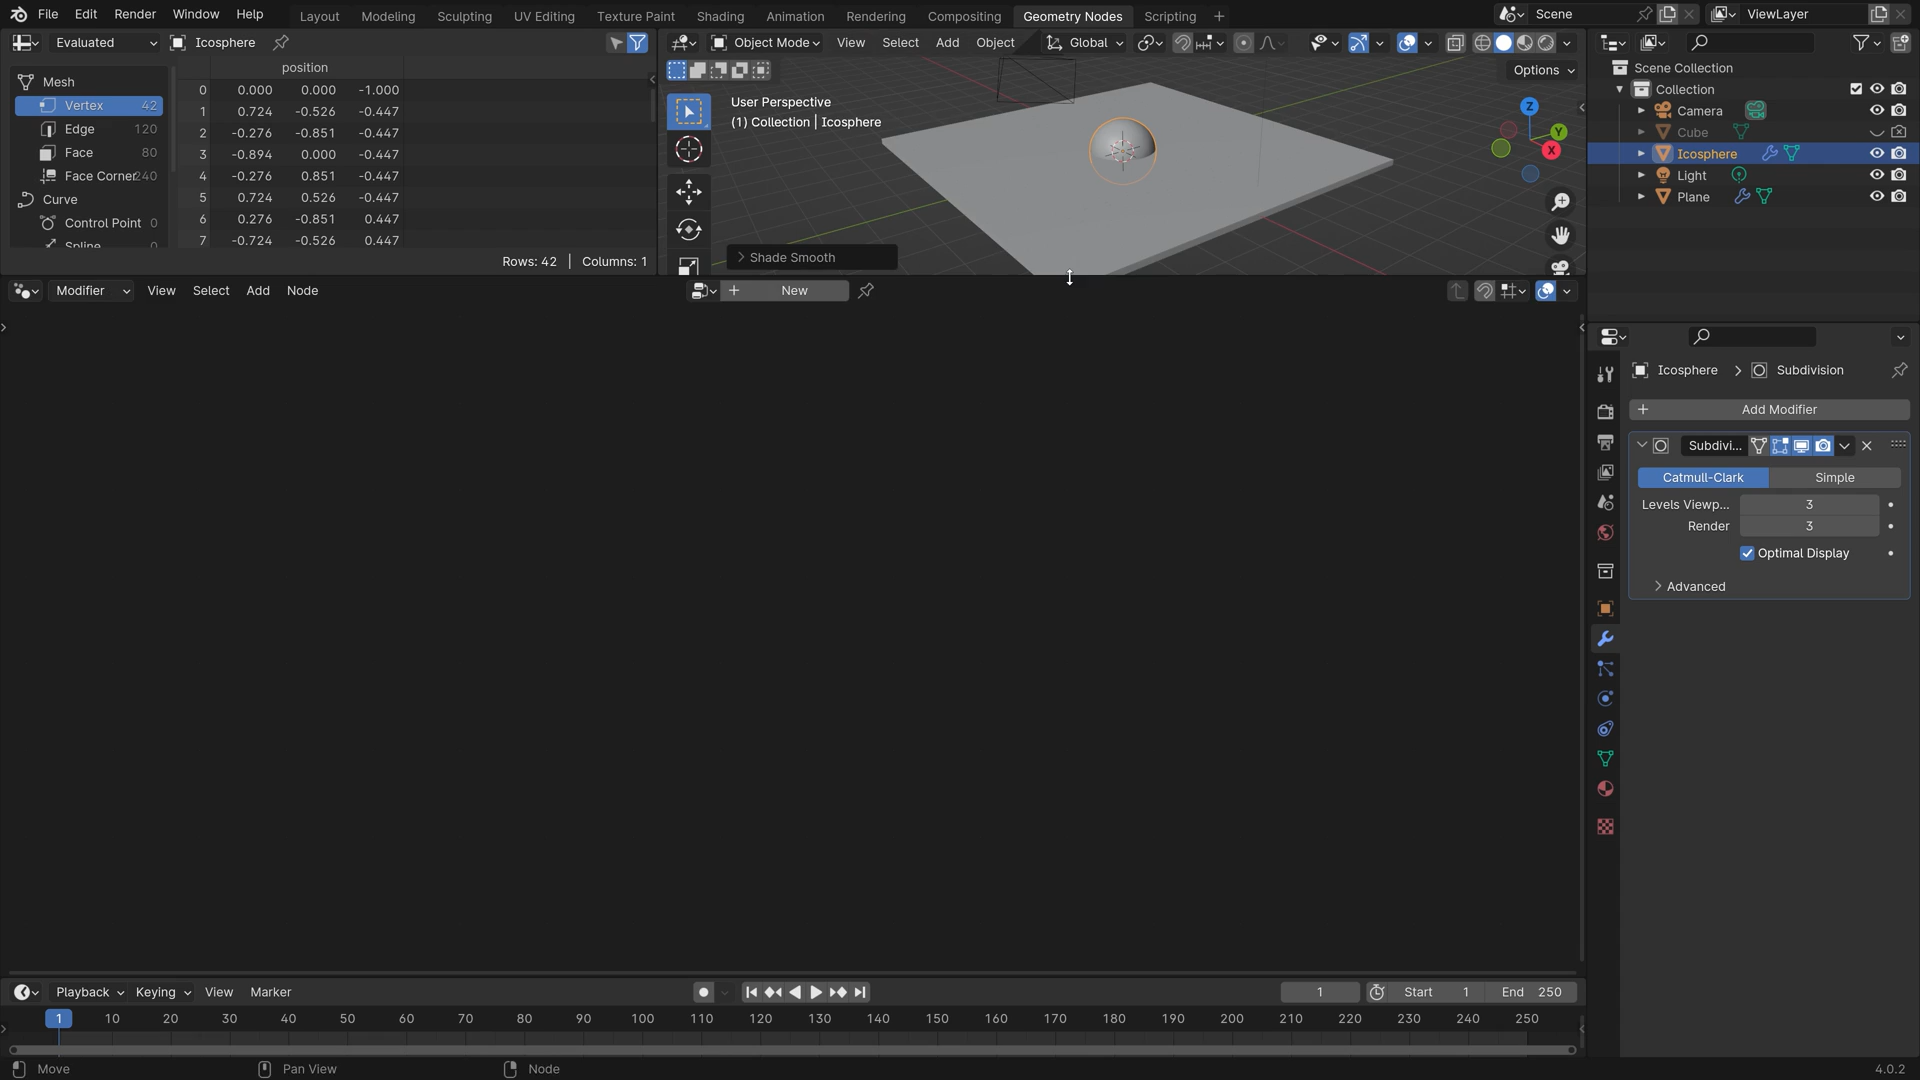 File Edit Render Window Help Layout Modeling Sculpting UV Editing Texture Paint Shading Animation Rendering Compositing Geometry Nodes Scripting + Scene ViewLayer
Evaluated Icosphere
position
Mesh
Vertex 42
Edge 120
Face 80
Face Corner 240
Curve
Control Point 0
Spline 0
0 0.000 0.000 -1.000
1 0.724 -0.526 -0.447
2 -0.276 -0.851 -0.447
3 -0.894 0.000 -0.447
4 -0.276 0.851 -0.447
5 0.724 0.526 -0.447
6 0.276 -0.851 0.447
7 -0.724 -0.526 0.447
Rows: 42 | Columns: 1
Object Mode View Select Add Object Global
Options
User Perspective
(1) Collection | Icosphere
Z
Y
X
Shade Smooth
Scene Collection
Collection
Camera
Cube
Icosphere
Light
Plane
Modifier View Select Add Node + New
Icosphere > Subdivision
+ Add Modifier
Subdivi...
Catmull-Clark Simple
Levels Viewp... 3
Render 3
Optimal Display
Advanced
Playback Keying View Marker 1 Start 1 End 250
1 10 20 30 40 50 60 70 80 90 100 110 120 130 140 150 160 170 180 190 200 210 220 230 240 250
Move Pan View Node 4.0.2